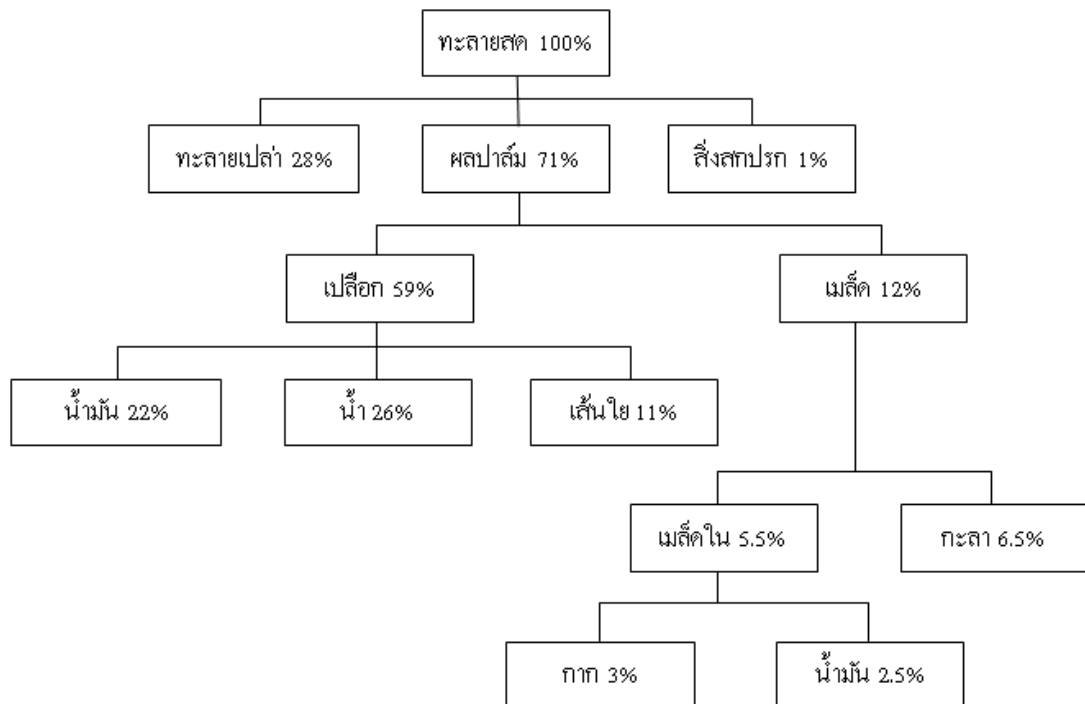 ทะลายสด 100%
ทะลายเปล่า 28%
ผลปาล์ม 71%
สิ่งสกปรก 1%
เปลือก 59%
เมล็ด 12%
น้ำมัน 22%
น้ำ 26%
เส้นใย 11%
เมล็ดใน 5.5%
กะลา 6.5%
กาก 3%
น้ำมัน 2.5%